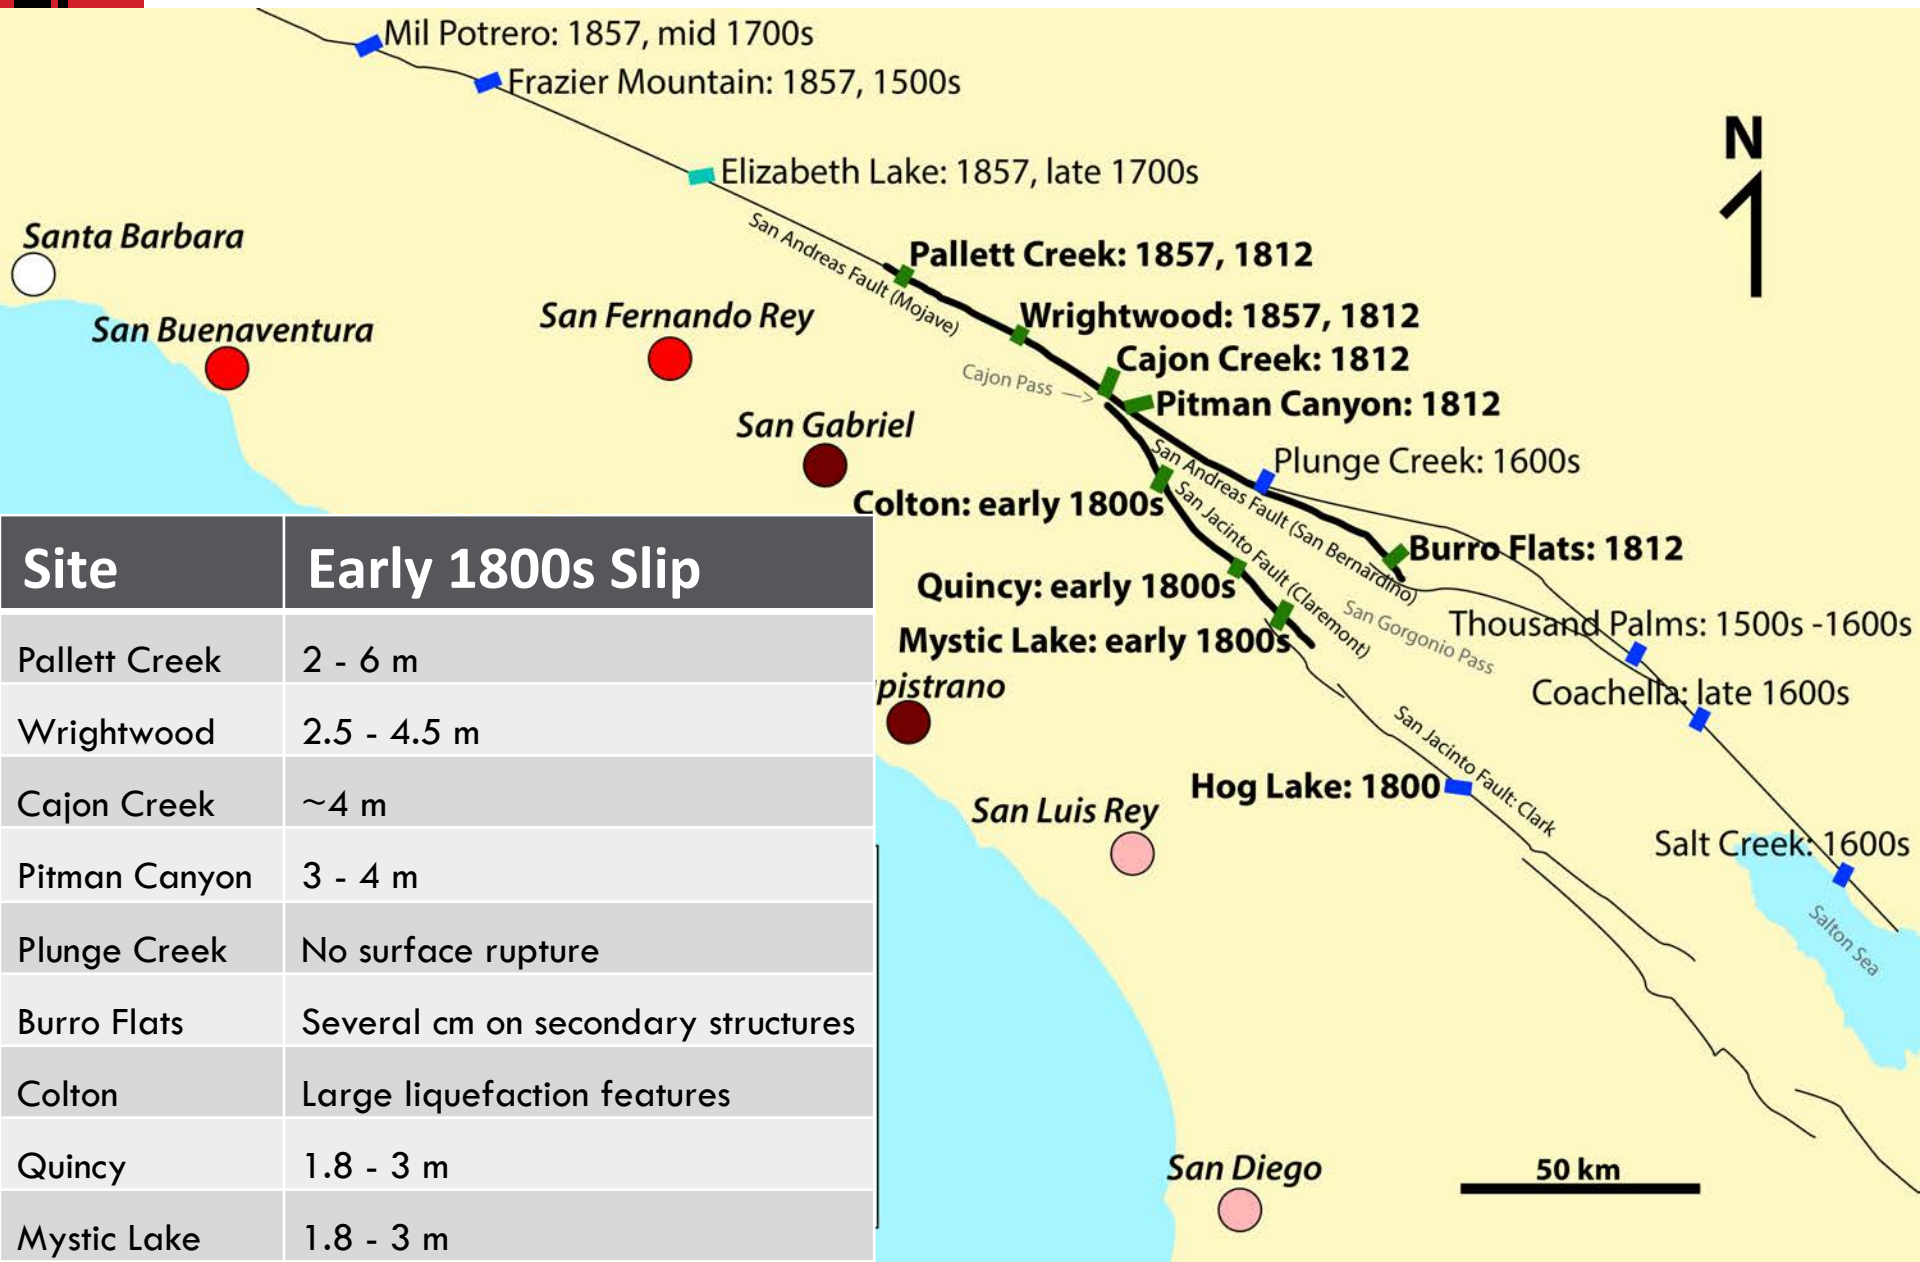 Mil Potrero: 1857, mid 1700s
Frazier Mountain: 1857, 1500s
N
Elizabeth Lake: 1857, late 1700s
Santa Barbara
San Andreas Fault (Mojave)
Pallett Creek: 1857, 1812
San Buenaventura
San Fernando Rey
Wrightwood: 1857, 1812
Cajon Creek: 1812
Cajon Pass
Pitman Canyon: 1812
San Gabriel
Plunge Creek: 1600s
San Andreas Fault (San Bernardino)
Colton: early 1800s
San Jacinto Fault (Claremont)
Burro Flats: 1812
Quincy: early 1800s
San Gorgonio Pass
Thousand Palms: 1500s -1600s
Mystic Lake: early 1800s
pistrano
Coachella: late 1600s
San Jacinto Fault: Clark
Hog Lake: 1800
San Luis Rey
Salt Creek: 1600s
Salton Sea
San Diego
50 km
Site Early 1800s Slip
Pallett Creek 2 - 6 m
Wrightwood 2.5 - 4.5 m
Cajon Creek ~4 m
Pitman Canyon 3 - 4 m
Plunge Creek No surface rupture
Burro Flats Several cm on secondary structures
Colton Large liquefaction features
Quincy 1.8 - 3 m
Mystic Lake 1.8 - 3 m